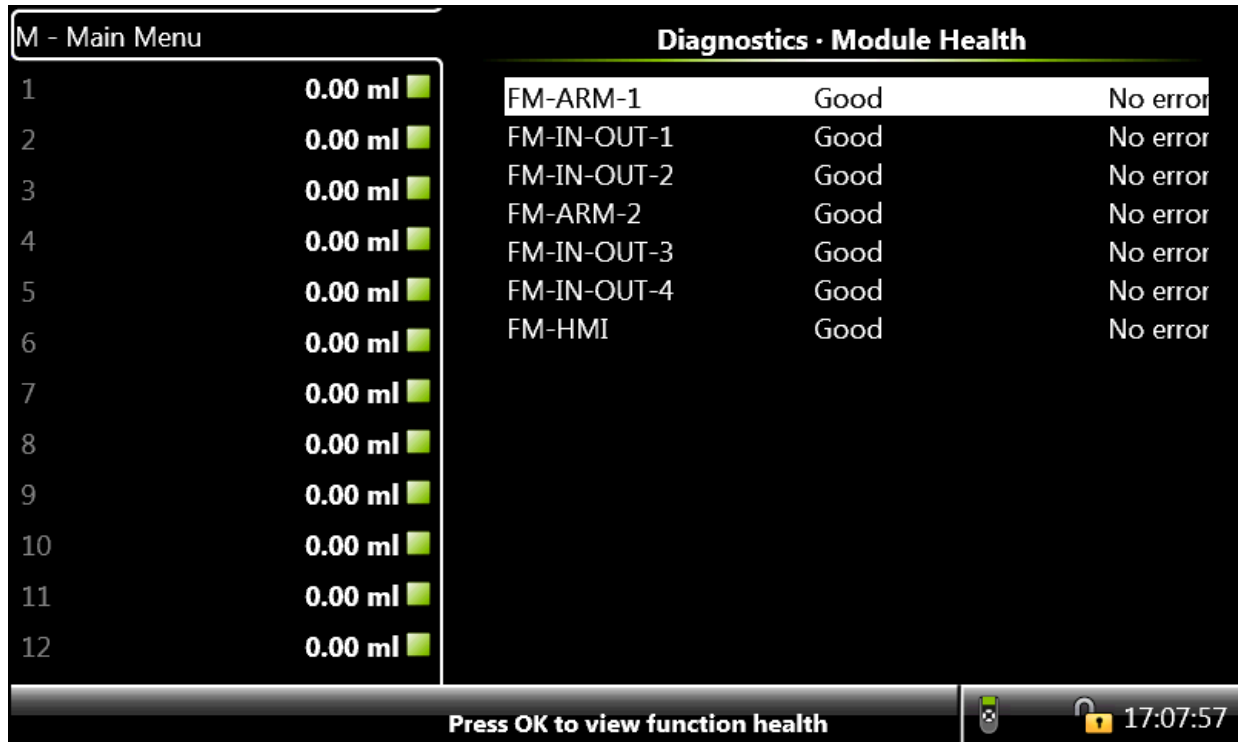 M - Main Menu
1 0.00 ml
2 0.00 ml
3 0.00 ml
4 0.00 ml
5 0.00 ml
6 0.00 ml
7 0.00 ml
8 0.00 ml
9 0.00 ml
10 0.00 ml
11 0.00 ml
12 0.00 ml
Diagnostics · Module Health
FM-ARM-1 Good No error
FM-IN-OUT-1 Good No error
FM-IN-OUT-2 Good No error
FM-ARM-2 Good No error
FM-IN-OUT-3 Good No error
FM-IN-OUT-4 Good No error
FM-HMI Good No error
Press OK to view function health
17:07:57